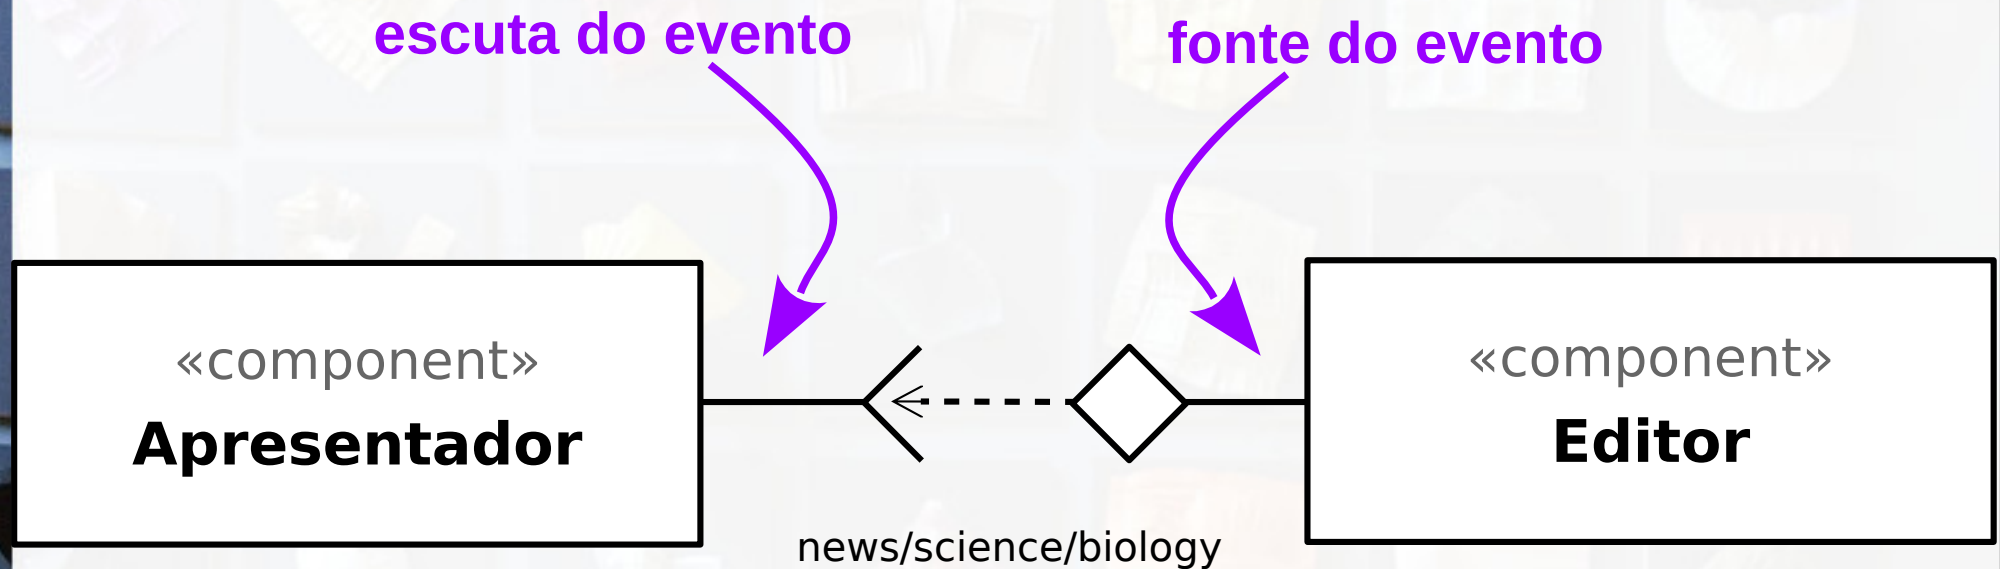 escuta do evento
fonte do evento
«component»
Apresentador
«component»
Editor
news/science/biology